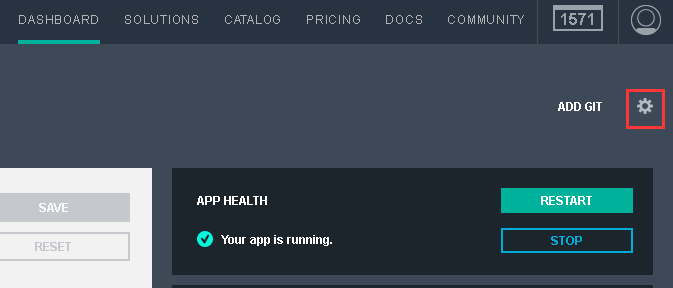 DASHBOARD SOLUTIONS CATALOG PRICING DOCS COMMUNITY 1571
ADD GIT
SAVE
RESET
APP HEALTH RESTART
Your app is running. STOP